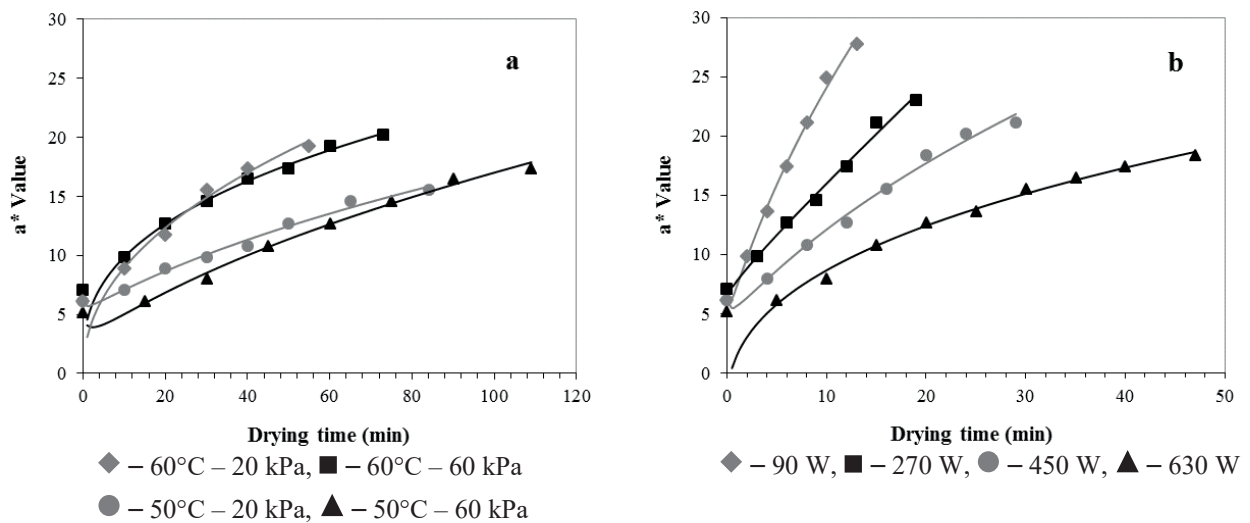 a
a* Value
30
25
20
15
10
5
0
0 20 40 60 80 100 120
Drying time (min)
– 60°C – 20 kPa, – 60°C – 60 kPa
– 50°C – 20 kPa, – 50°C – 60 kPa
b
a* Value
30
25
20
15
10
5
0
0 10 20 30 40 50
Drying time (min)
– 90 W, – 270 W, – 450 W, – 630 W